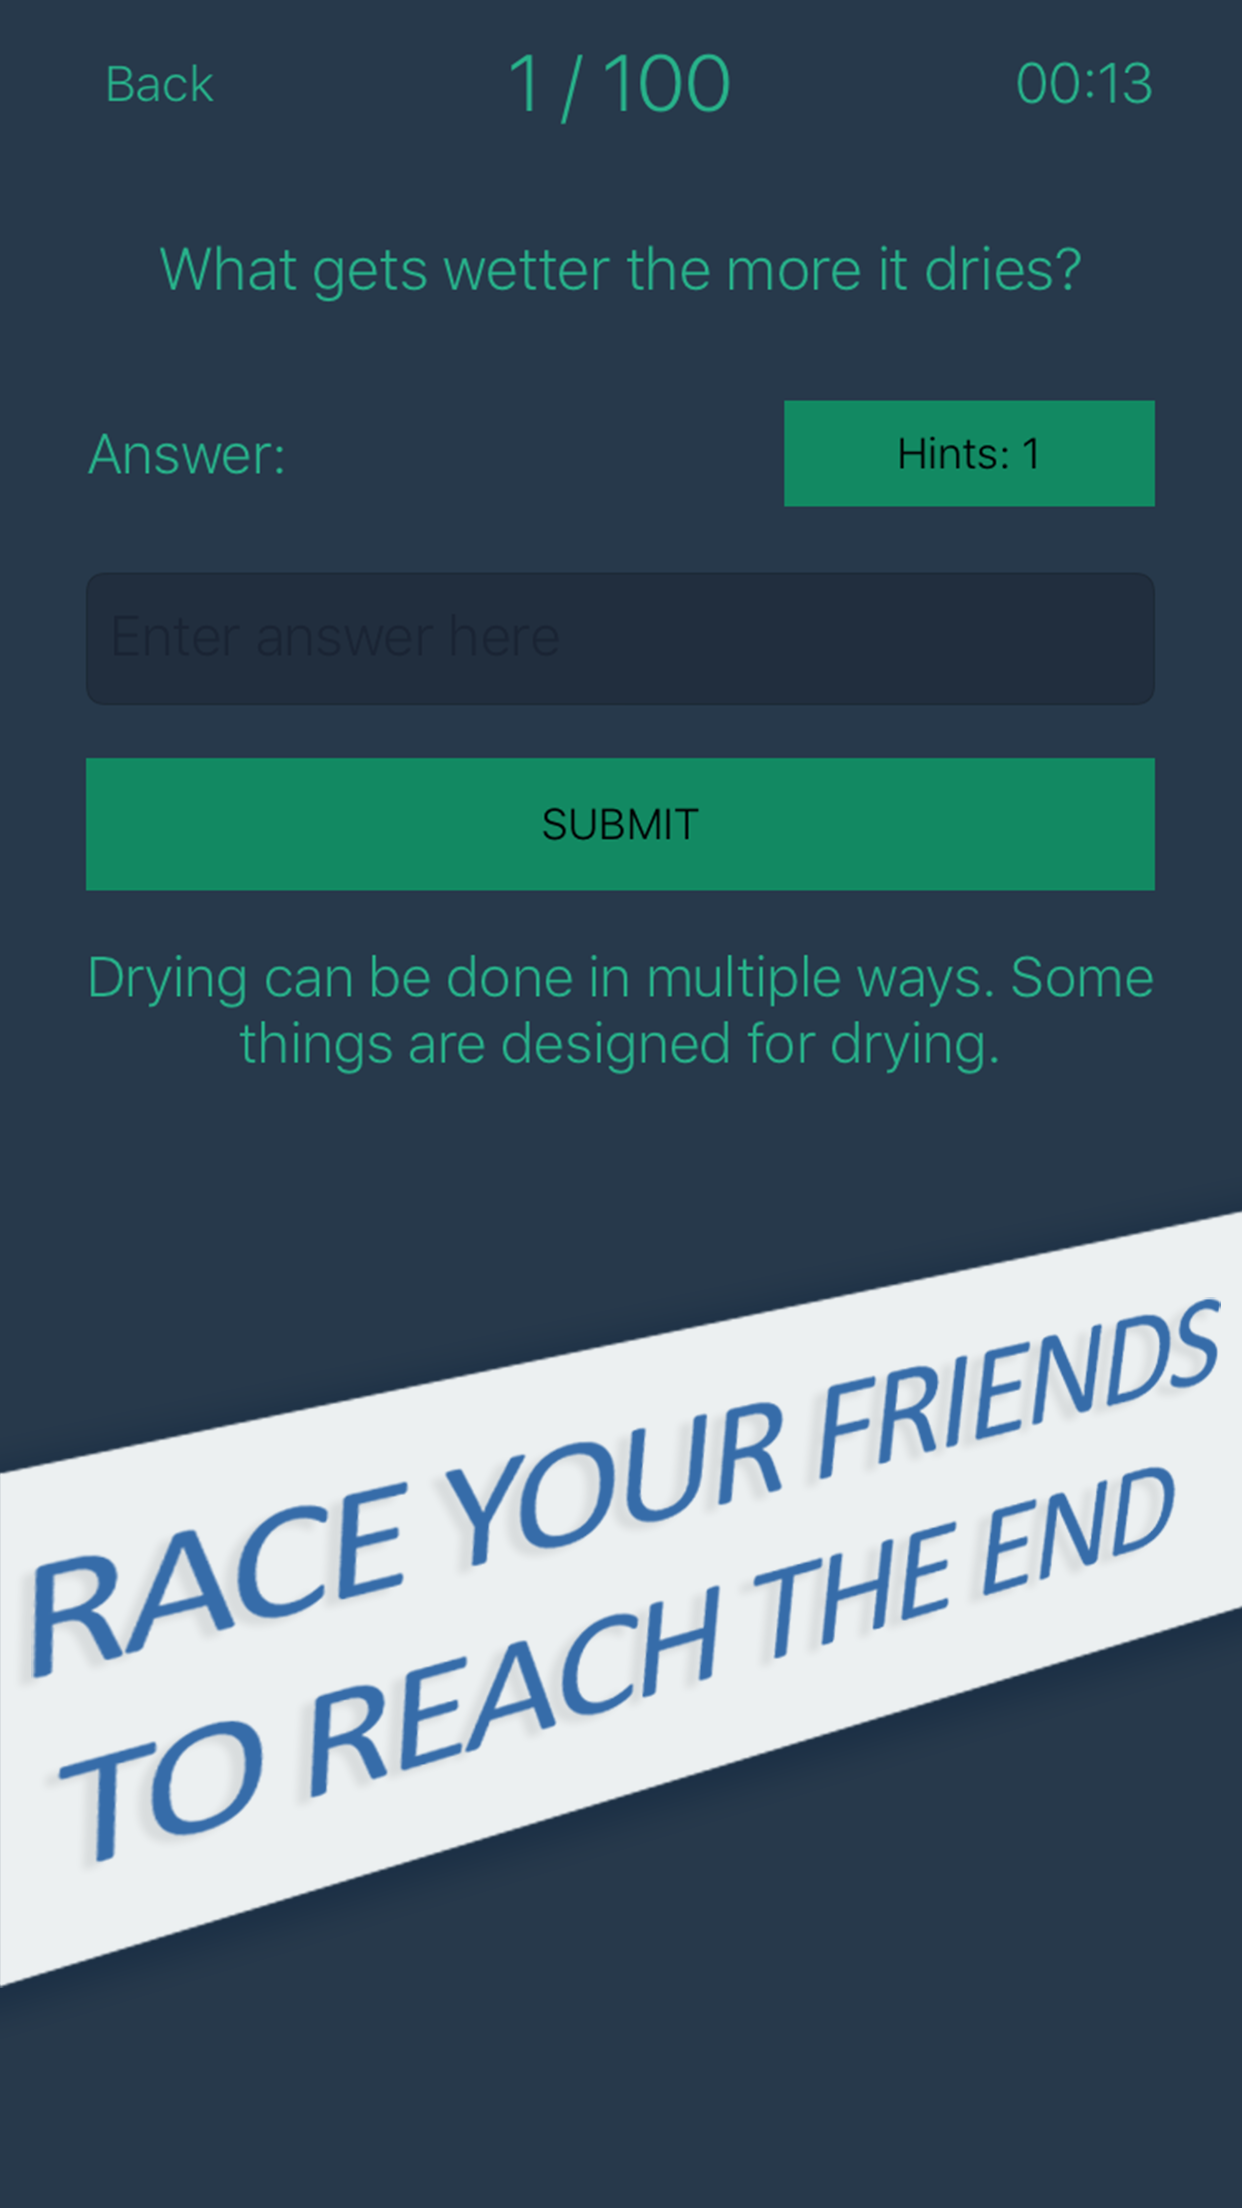 Back
1 / 100
00:13
What gets wetter the more it dries?
Answer:
Hints: 1
Enter answer here
SUBMIT
Drying can be done in multiple ways. Some
things are designed for drying.
RACE YOUR FRIENDS
TO REACH THE END